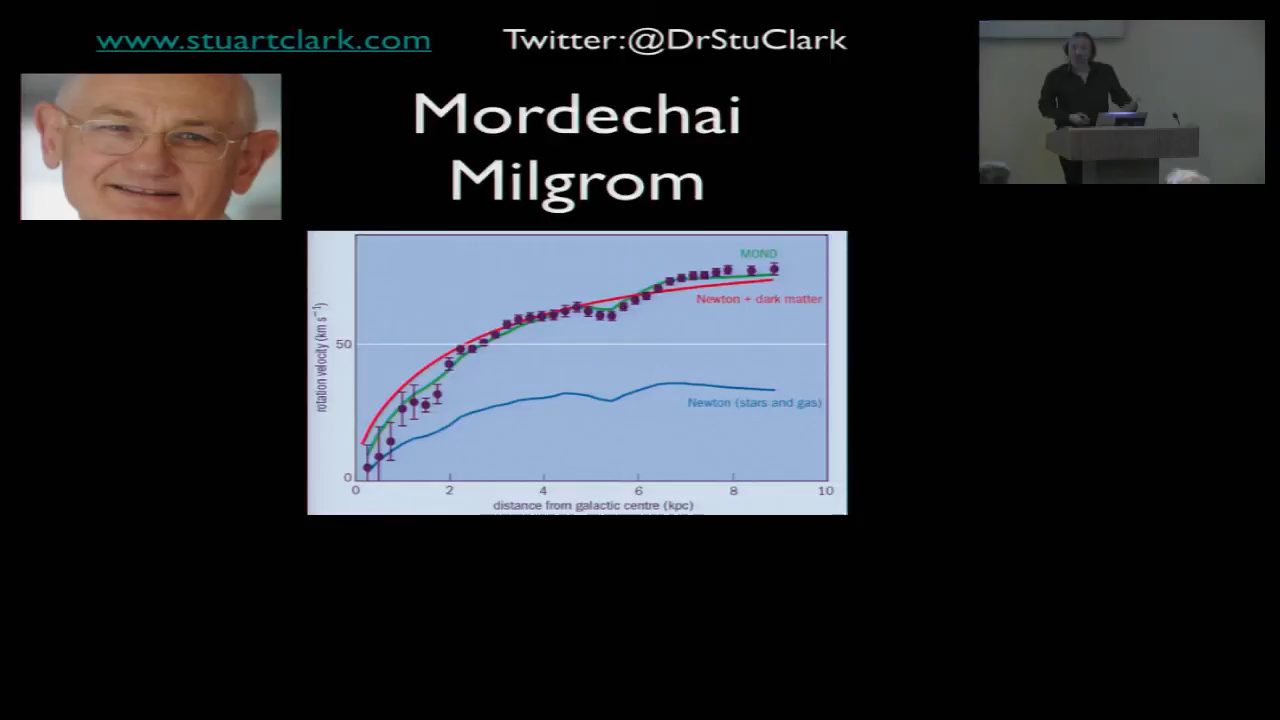 www.stuartclark.com
Twitter:@DrStuClark
Mordechai
Milgrom
MOND
Newton + dark matter
Newton (stars and gas)
rotation velocity (km s⁻¹)
50
0
0 2 4 6 8 10
distance from galactic centre (kpc)